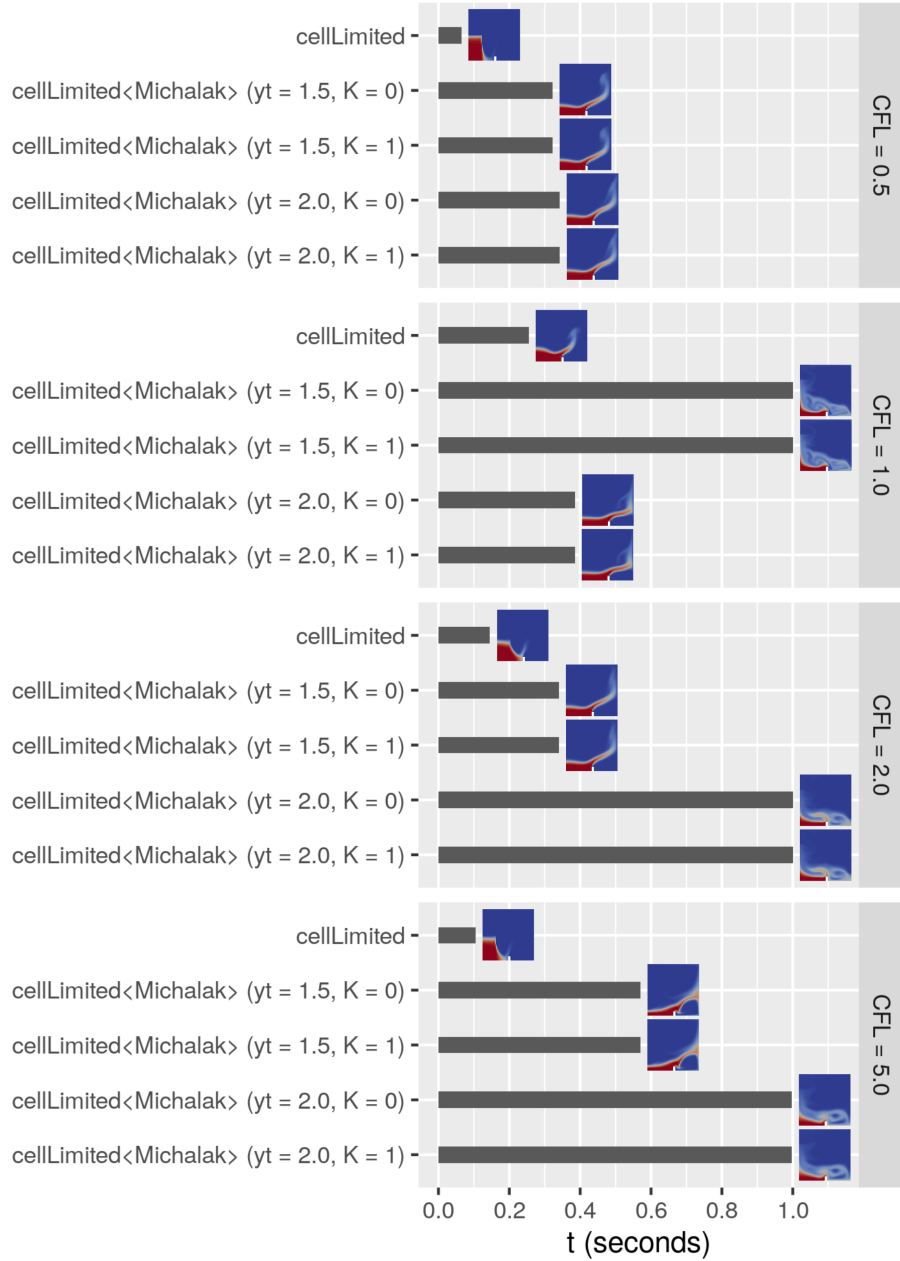 cellLimited
cellLimited<Michalak> (yt = 1.5, K = 0)
cellLimited<Michalak> (yt = 1.5, K = 1)
cellLimited<Michalak> (yt = 2.0, K = 0)
cellLimited<Michalak> (yt = 2.0, K = 1)
CFL = 0.5
cellLimited
cellLimited<Michalak> (yt = 1.5, K = 0)
cellLimited<Michalak> (yt = 1.5, K = 1)
cellLimited<Michalak> (yt = 2.0, K = 0)
cellLimited<Michalak> (yt = 2.0, K = 1)
CFL = 1.0
cellLimited
cellLimited<Michalak> (yt = 1.5, K = 0)
cellLimited<Michalak> (yt = 1.5, K = 1)
cellLimited<Michalak> (yt = 2.0, K = 0)
cellLimited<Michalak> (yt = 2.0, K = 1)
CFL = 2.0
cellLimited
cellLimited<Michalak> (yt = 1.5, K = 0)
cellLimited<Michalak> (yt = 1.5, K = 1)
cellLimited<Michalak> (yt = 2.0, K = 0)
cellLimited<Michalak> (yt = 2.0, K = 1)
CFL = 5.0
0.0 0.2 0.4 0.6 0.8 1.0
t (seconds)